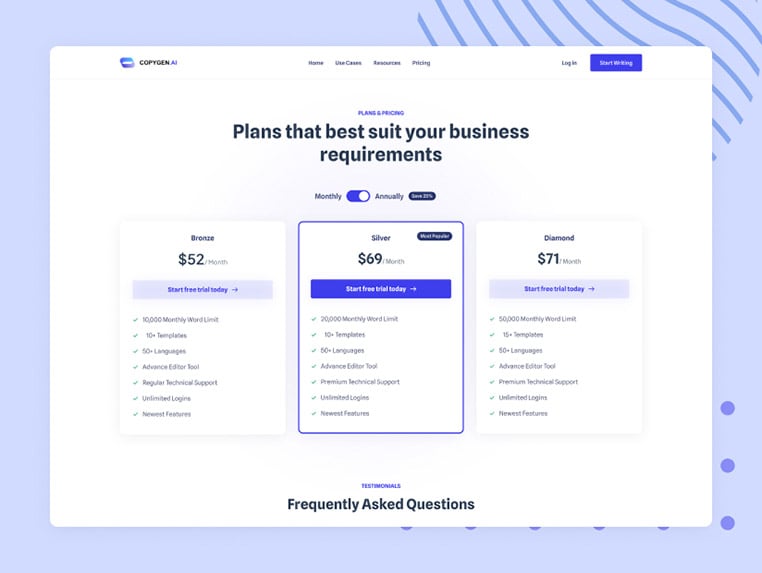 COPYGEN.AI
Home Use Cases Resources Pricing
Log in Start Writing
PLANS & PRICING
Plans that best suit your business
requirements
Monthly Annually Save 25%
Bronze
$52/ Month
Start free trial today →
10,000 Monthly Word Limit
10+ Templates
50+ Languages
Advance Editor Tool
Regular Technical Support
Unlimited Logins
Newest Features
Silver
Most Popular
$69/ Month
Start free trial today →
20,000 Monthly Word Limit
10+ Templates
50+ Languages
Advance Editor Tool
Premium Technical Support
Unlimited Logins
Newest Features
Diamond
$71/ Month
Start free trial today →
50,000 Monthly Word Limit
15+ Templates
50+ Languages
Advance Editor Tool
Premium Technical Support
Unlimited Logins
Newest Features
TESTIMONIALS
Frequently Asked Questions